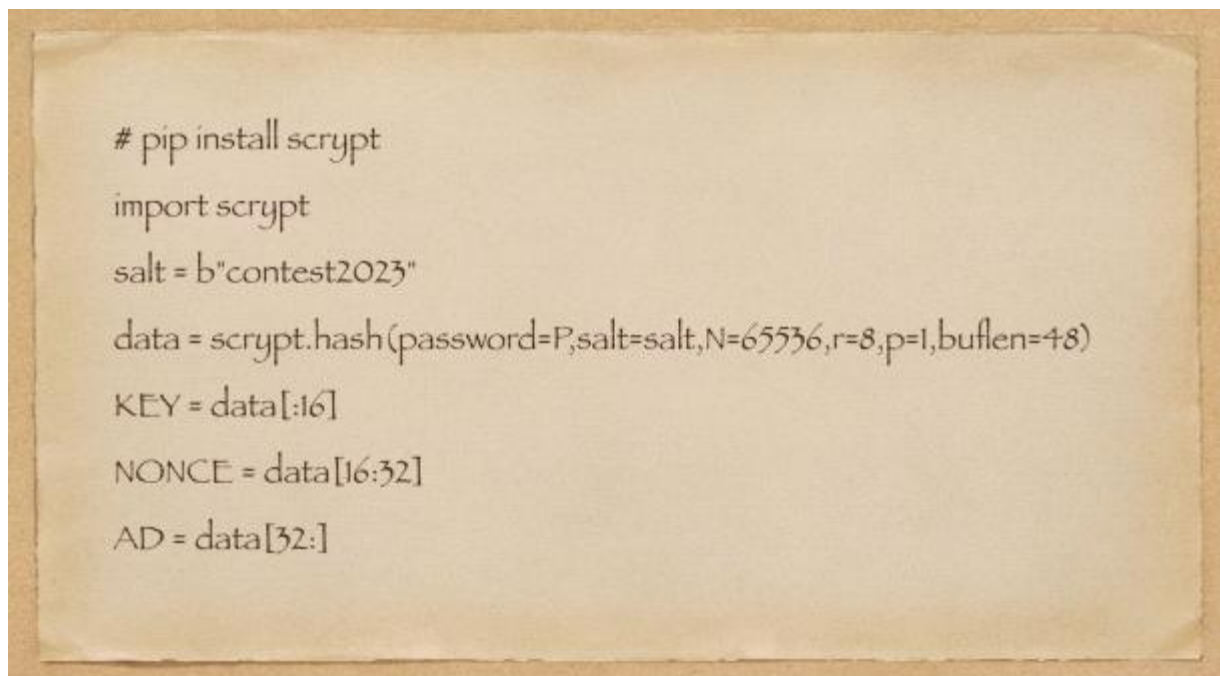 # pip install scrypt
import scrypt
salt = b"contest2023"
data = scrypt.hash(password=P,salt=salt,N=65536,r=8,p=1,buflen=48)
KEY = data[:16]
NONCE = data[16:32]
AD = data[32:]